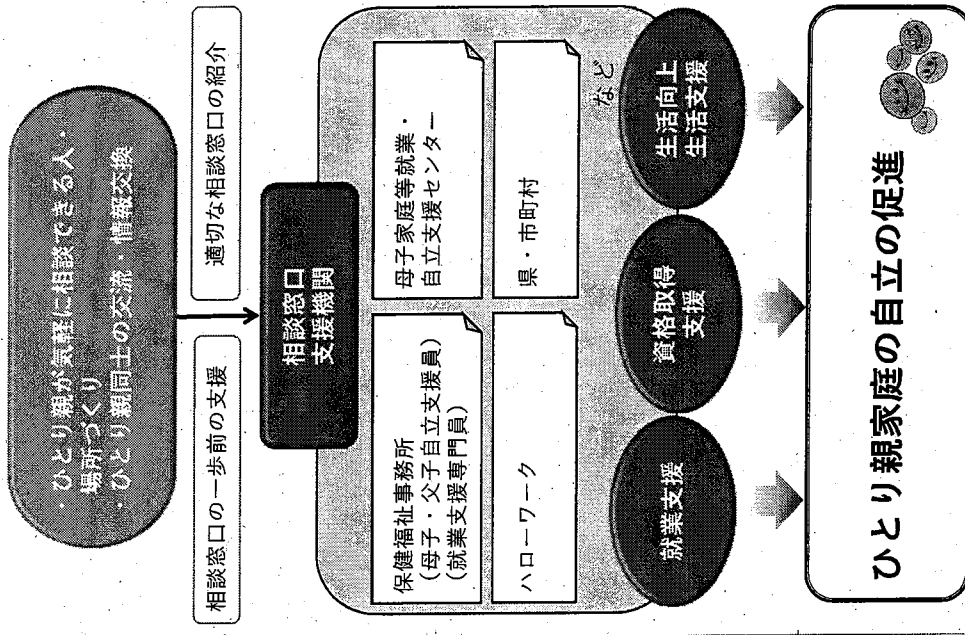 ・ひとり親が気軽に相談できる人・
場所づくり
・ひとり親同士の交流・情報交換
相談窓口の一歩前の支援
適切な相談窓口の紹介
相談窓口
支援機関
保健福祉事務所
(母子・父子自立支援員)
(就業支援専門員)
母子家庭等就業・
自立支援センター
ハローワーク
県・市町村
など
就業支援
資格取得
支援
生活向上
生活支援
ひとり親家庭の自立の促進